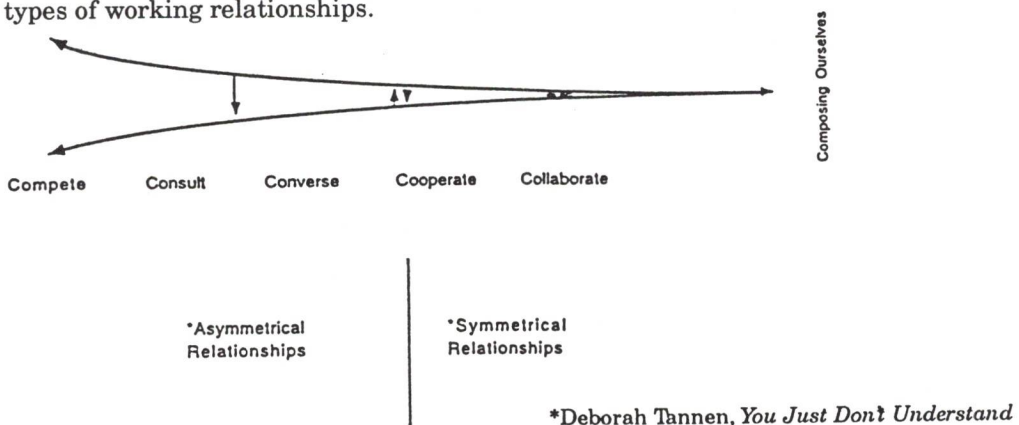 types of working relationships.
Composing Ourselves
Compete Consult Converse Cooperate Collaborate
*Asymmetrical
Relationships
*Symmetrical
Relationships
*Deborah Tannen, You Just Don't Understand